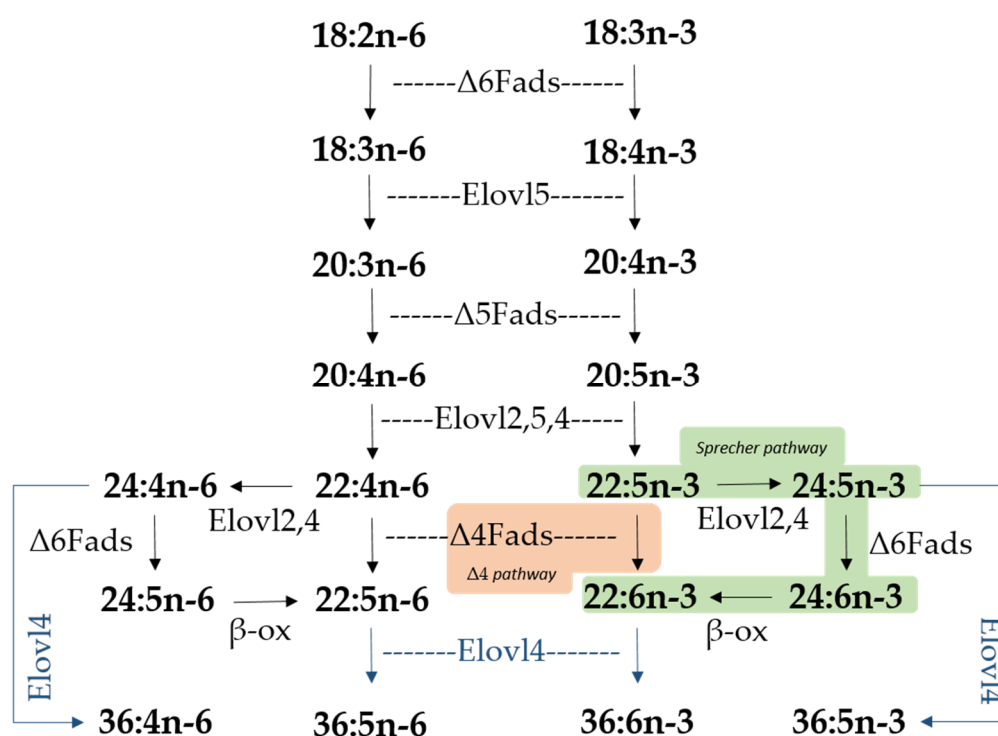 18:2n-6 18:3n-3
------Δ6Fads------
18:3n-6 18:4n-3
-------Elovl5-------
20:3n-6 20:4n-3
------Δ5Fads------
20:4n-6 20:5n-3
-----Elovl2,5,4-----
Sprecher pathway
24:4n-6 22:4n-6 22:5n-3 24:5n-3
Elovl2,4 Elovl2,4
Δ6Fads ------Δ4Fads------ Δ6Fads
Δ4 pathway
24:5n-6 22:5n-6 22:6n-3 24:6n-3
β-ox β-ox
Elovl4 -------Elovl4------- Elovl4
36:4n-6 36:5n-6 36:6n-3 36:5n-3